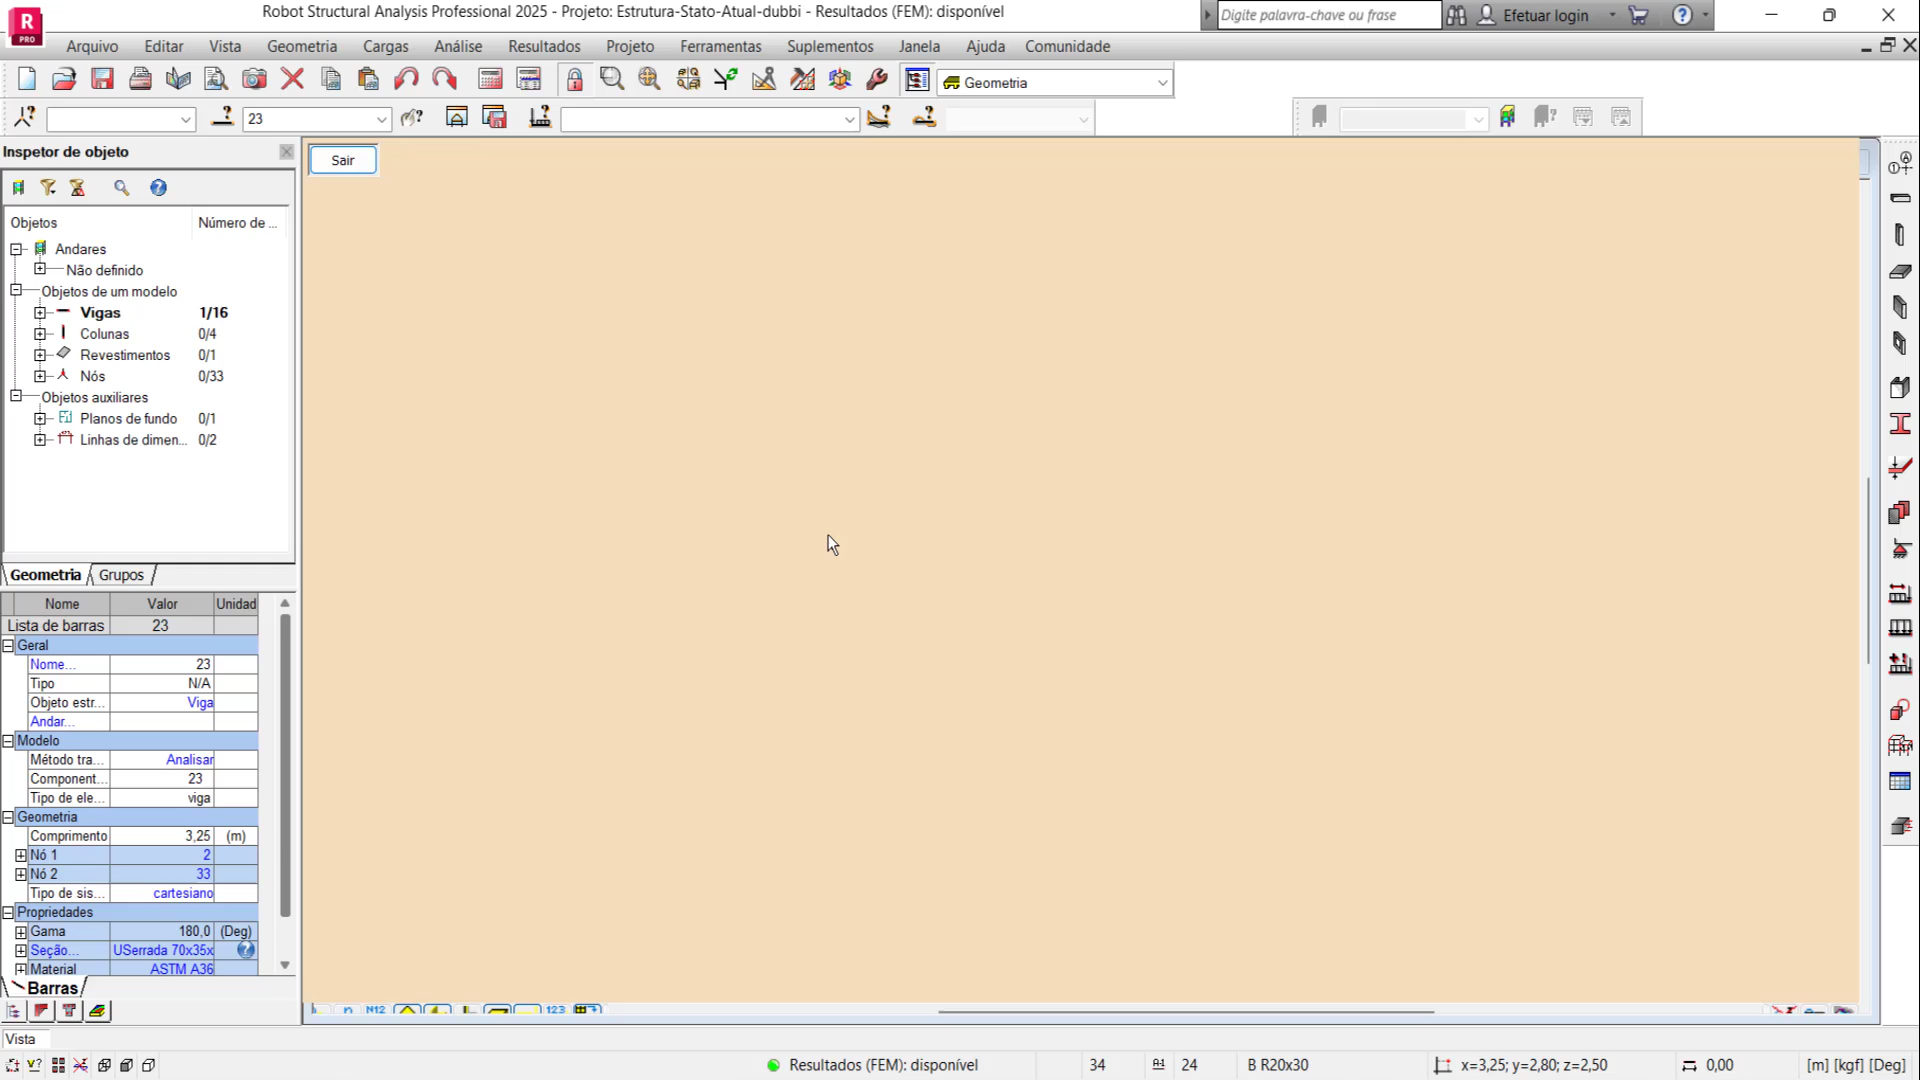 Robot Structural Analysis Professional 2025 - Projeto: Estrutura-Stato-Atual-dubbi - Resultados (FEM): disponível
Digite palavra-chave ou frase
Efetuar login
R
PRO
Arquivo Editar Vista Geometria Cargas Análise Resultados Projeto Ferramentas Suplementos Janela Ajuda Comunidade
Geometria
23
Inspetor de objeto
Sair
Objetos Número de ...
Andares
Não definido
Objetos de um modelo
Vigas 1/16
Colunas 0/4
Revestimentos 0/1
Nós 0/33
Objetos auxiliares
Planos de fundo 0/1
Linhas de dimen... 0/2
Geometria Grupos
Nome Valor Unidad
Lista de barras 23
Geral
Nome... 23
Tipo N/A
Objeto estr... Viga
Andar...
Modelo
Método tra... Analisar
Component... 23
Tipo de ele... viga
Geometria
Comprimento 3,25 (m)
Nó 1 2
Nó 2 33
Tipo de sis... cartesiano
Propriedades
Gama 180,0 (Deg)
Seção... USerrada 70x35x
Material ASTM A36
Barras
N12 123
Vista
Resultados (FEM): disponível 34 24 B R20x30 x=3,25; y=2,80; z=2,50 0,00 [m] [kgf] [Deg]